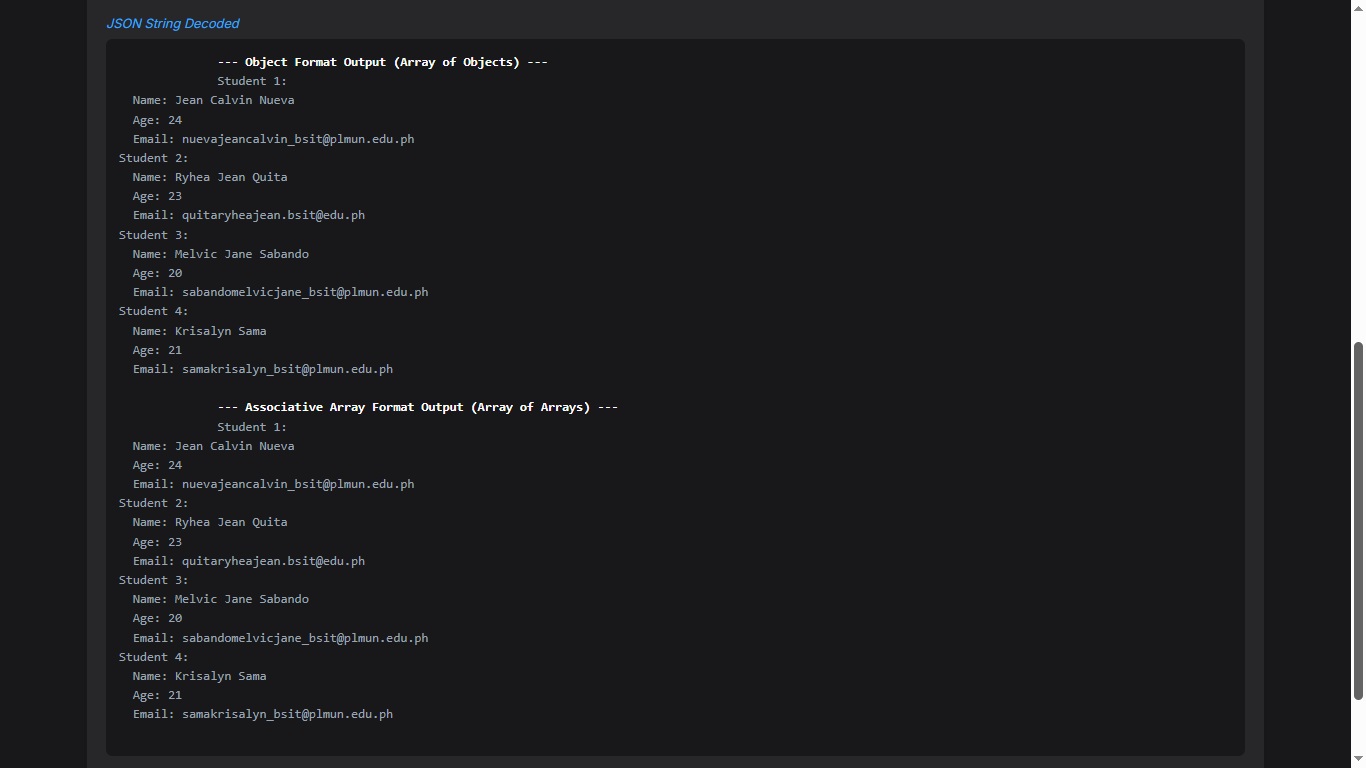 JSON String Decoded
--- Object Format Output (Array of Objects) ---
Student 1:
Name: Jean Calvin Nueva
Age: 24
Email: nuevajeancalvin_bsit@plmun.edu.ph
Student 2:
Name: Ryhea Jean Quita
Age: 23
Email: quitaryheajean.bsit@edu.ph
Student 3:
Name: Melvic Jane Sabando
Age: 20
Email: sabandomelvicjane_bsit@plmun.edu.ph
Student 4:
Name: Krisalyn Sama
Age: 21
Email: samakrisalyn_bsit@plmun.edu.ph
--- Associative Array Format Output (Array of Arrays) ---
Student 1:
Name: Jean Calvin Nueva
Age: 24
Email: nuevajeancalvin_bsit@plmun.edu.ph
Student 2:
Name: Ryhea Jean Quita
Age: 23
Email: quitaryheajean.bsit@edu.ph
Student 3:
Name: Melvic Jane Sabando
Age: 20
Email: sabandomelvicjane_bsit@plmun.edu.ph
Student 4:
Name: Krisalyn Sama
Age: 21
Email: samakrisalyn_bsit@plmun.edu.ph